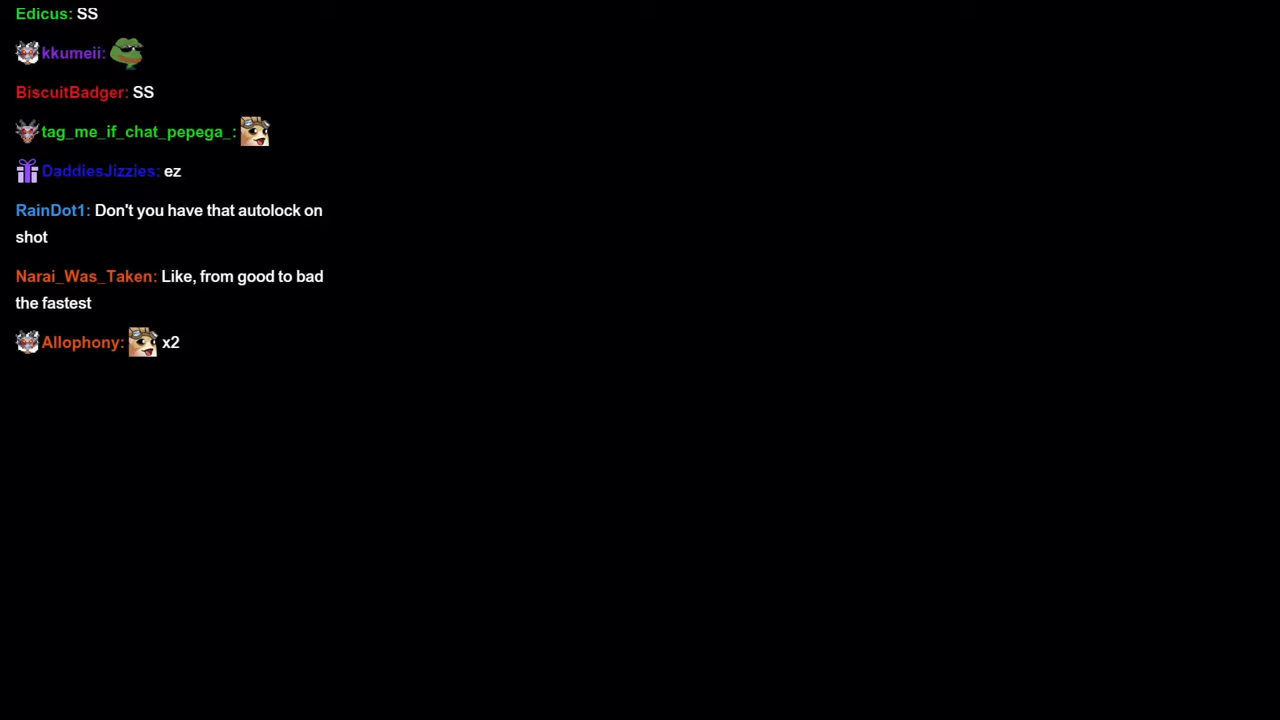 Edicus: SS
kkumeii:
BiscuitBadger: SS
tag_me_if_chat_pepega_:
DaddiesJizzies: ez
RainDot1: Don't you have that autolock on
shot
Narai_Was_Taken: Like, from good to bad
the fastest
Allophony: x2